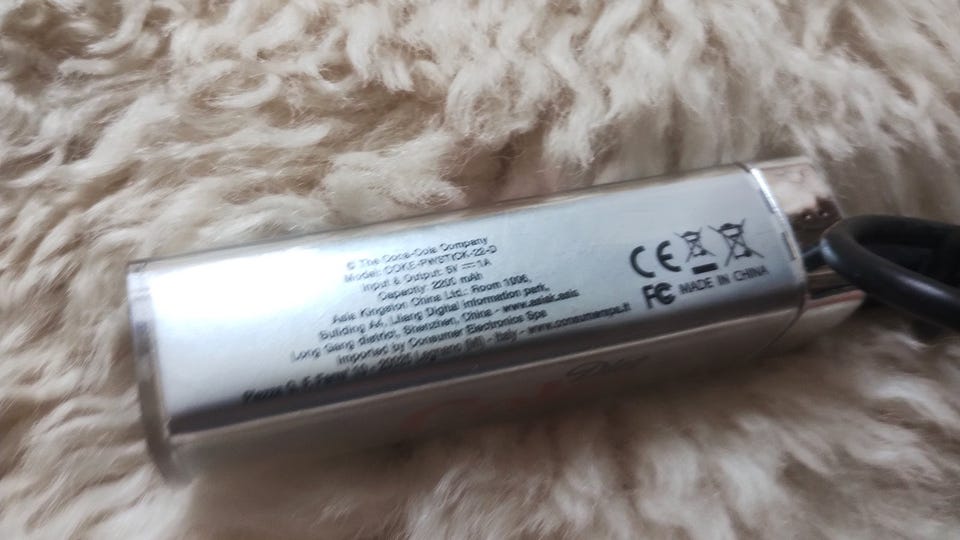 © The Coca-Cola Company
Model: COKE-PWSTICK-22-D
Input & Output: 5V 1A
Capacity: 2200 mAh
Asia Kingston China Ltd.: Room 1006,
Building A4, Liang Digital information park,
Long Gang district, Shenzhen, China - www.asiak.asia
Imported by Consumer Electronics Spa
Legnano (MI) - Italy - www.consumerspa.it
CE
FC MADE IN CHINA
Diet